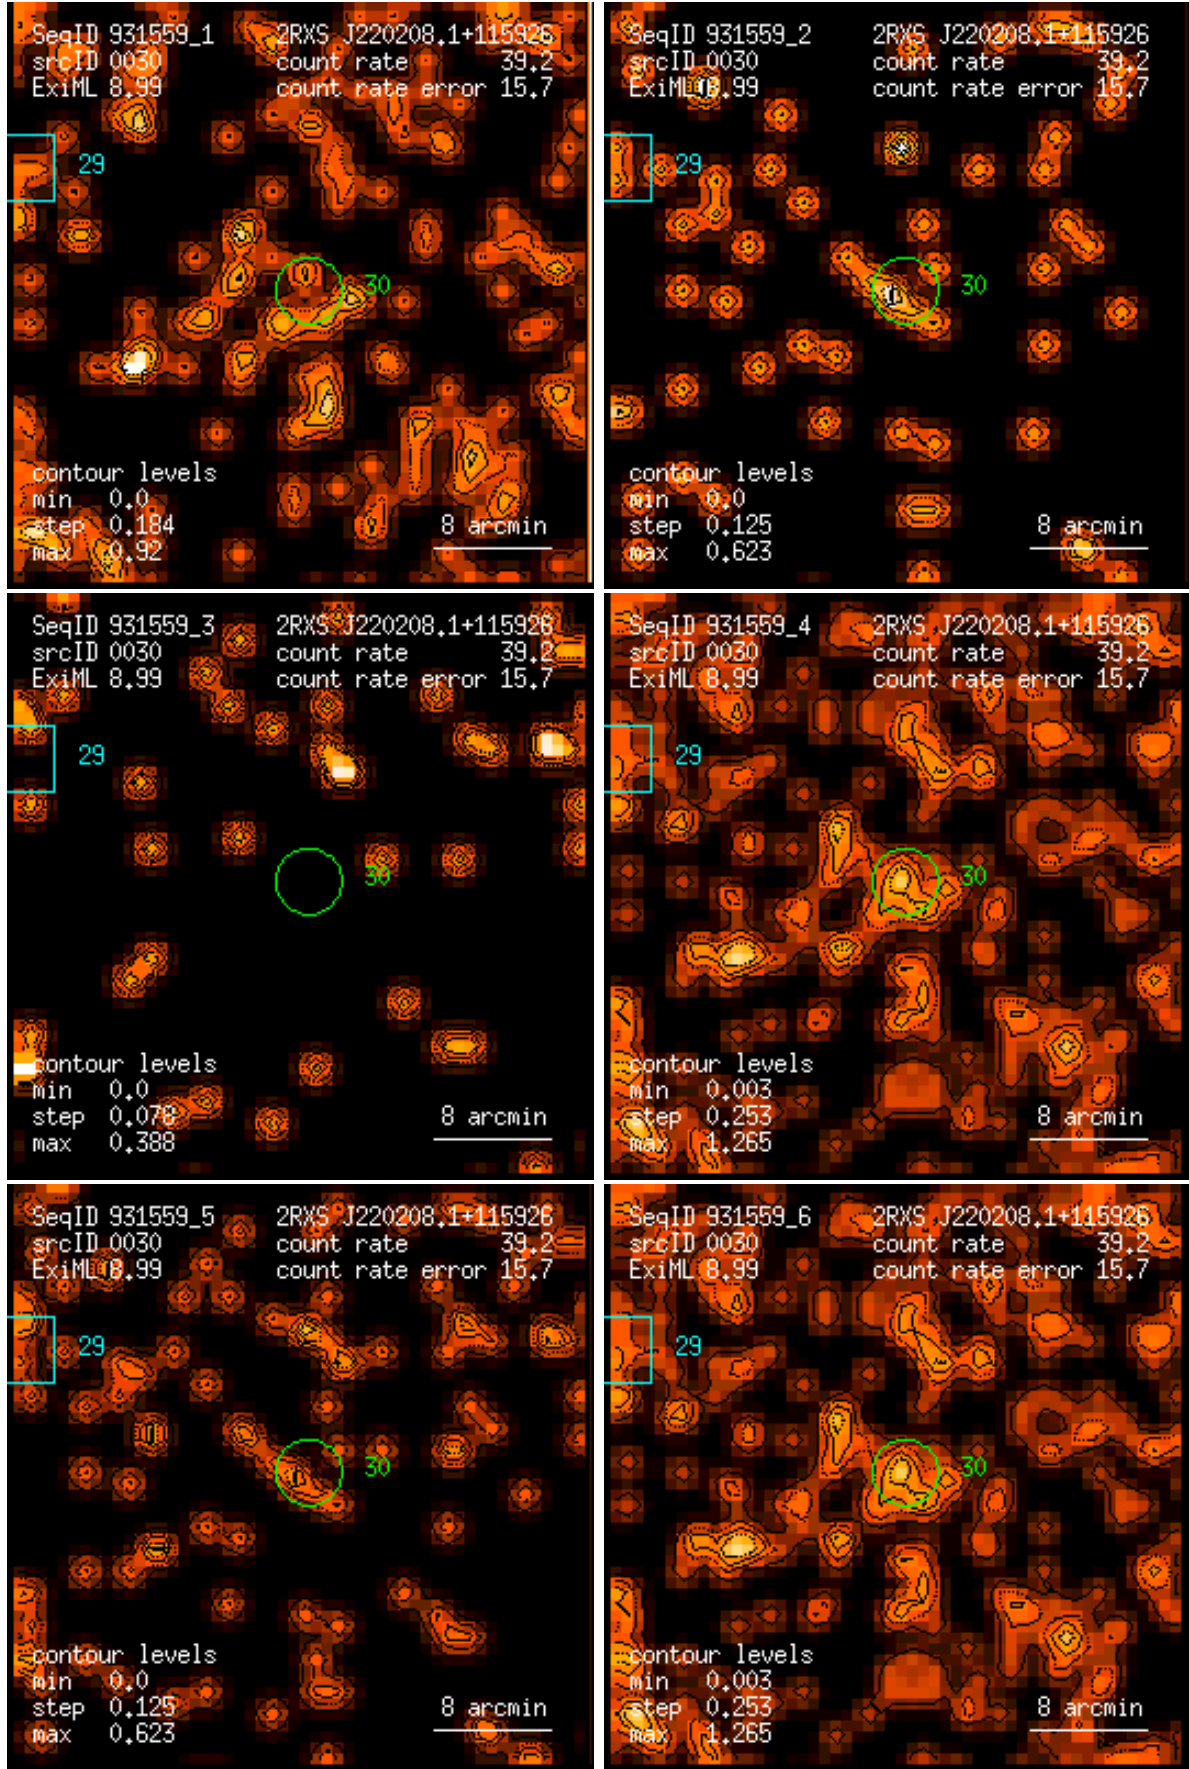 SeqID 931559_1 2RXS J220208.1+115926
srcID 0030 count rate 39.2
ExiML 8.99 count rate error 15.7
29
30
contour levels
min 0.0
step 0.184
max 0.92
8 arcmin
SeqID 931559_2 2RXS J220208.1+115926
srcID 0030 count rate 39.2
ExiML 8.99 count rate error 15.7
29
30
contour levels
min 0.0
step 0.125
max 0.623
8 arcmin
SeqID 931559_3 2RXS J220208.1+115926
srcID 0030 count rate 39.2
ExiML 8.99 count rate error 15.7
29
30
contour levels
min 0.0
step 0.078
max 0.388
8 arcmin
SeqID 931559_4 2RXS J220208.1+115926
srcID 0030 count rate 39.2
ExiML 8.99 count rate error 15.7
29
30
contour levels
min 0.003
step 0.253
max 1.265
8 arcmin
SeqID 931559_5 2RXS J220208.1+115926
srcID 0030 count rate 39.2
ExiML 8.99 count rate error 15.7
29
30
contour levels
min 0.0
step 0.125
max 0.623
8 arcmin
SeqID 931559_6 2RXS J220208.1+115926
srcID 0030 count rate 39.2
ExiML 8.99 count rate error 15.7
29
30
contour levels
min 0.003
step 0.253
max 1.265
8 arcmin